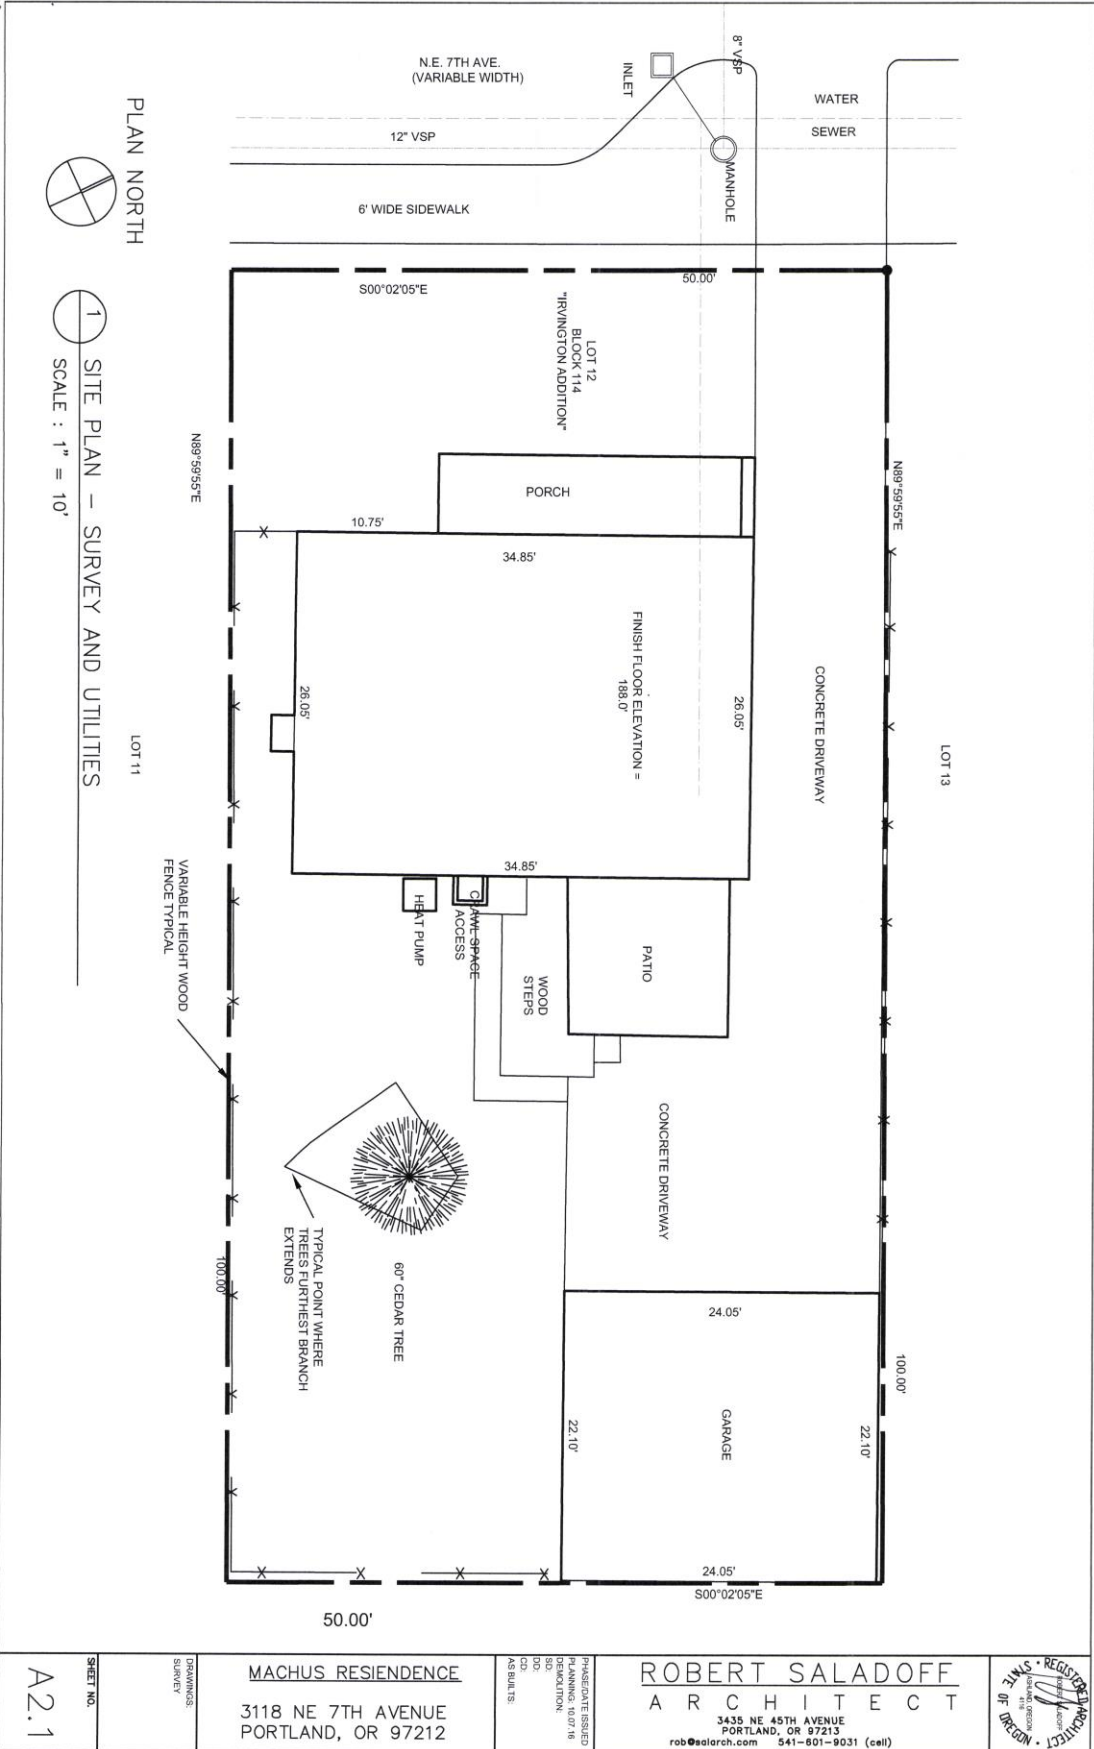 N.E. 7TH AVE.
(VARIABLE WIDTH)
INLET
8" VSP
WATER
SEWER
12" VSP
MANHOLE
6' WIDE SIDEWALK
PLAN NORTH
1
SITE PLAN - SURVEY AND UTILITIES
SCALE : 1" = 10'
S00°02'05"E
50.00'
LOT 12
BLOCK 114
"IRVINGTON ADDITION"
N89°59'55"E
N89°59'55"E
PORCH
10.75'
34.85'
FINISH FLOOR ELEVATION =
188.0'
26.05'
26.05'
CONCRETE DRIVEWAY
LOT 13
LOT 11
34.85'
HEAT PUMP
CRAWL SPACE
ACCESS
WOOD
STEPS
PATIO
VARIABLE HEIGHT WOOD
FENCE TYPICAL
CONCRETE DRIVEWAY
TYPICAL POINT WHERE
TREES FURTHEST BRANCH
EXTENDS
60" CEDAR TREE
100.00'
24.05'
100.00'
GARAGE
22.10'
22.10'
24.05'
S00°02'05"E
50.00'
SHEET NO.
A2.1
DRAWINGS:
SURVEY
MACHUS RESIENDENCE
3118 NE 7TH AVENUE
PORTLAND, OR 97212
PHASE/DATE ISSUED
PLANNING: 10.07.16
DEMOLITION:
SD:
DD:
CD:
AS BUILTS:
ROBERT SALADOFF
ARCHITECT
3435 NE 45TH AVENUE
PORTLAND, OR 97213
rob@salarch.com 541-601-9031 (cell)
REGISTERED ARCHITECT
ROBERT SALADOFF
ASHLAND, OREGON
STATE OF OREGON